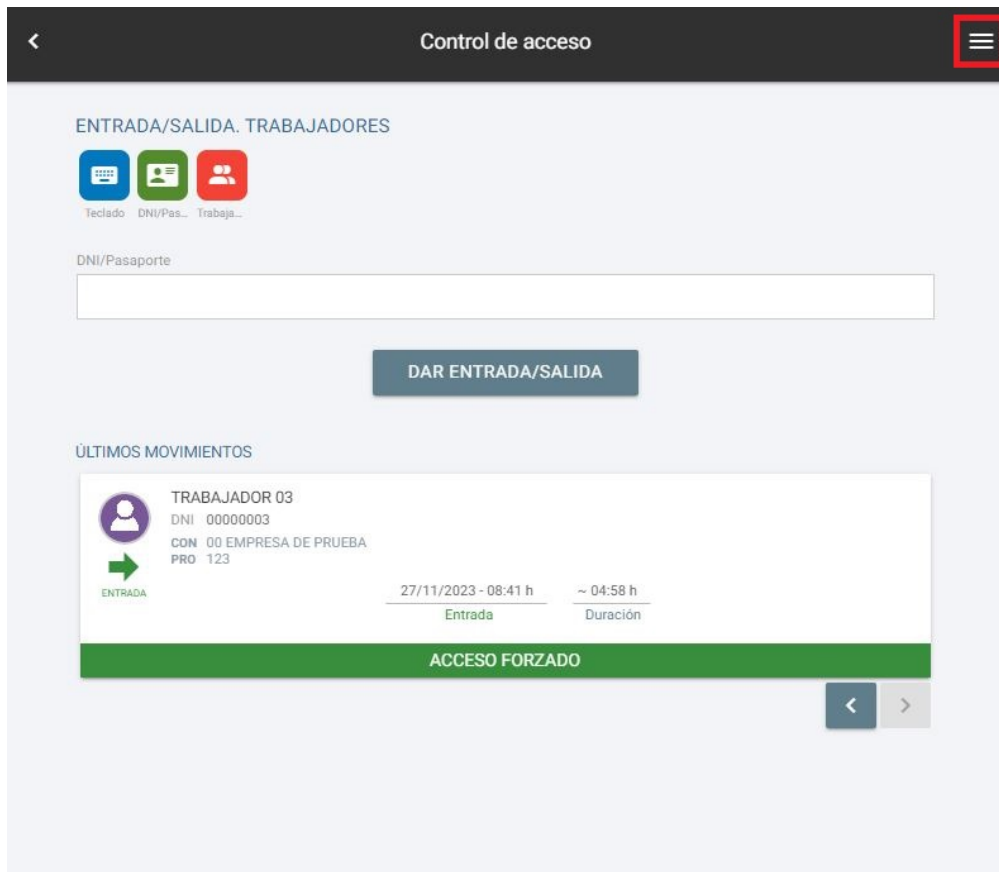 Control de acceso
ENTRADA/SALIDA. TRABAJADORES
Teclado DNI/Pas... Trabaja...
DNI/Pasaporte
DAR ENTRADA/SALIDA
ÚLTIMOS MOVIMIENTOS
TRABAJADOR 03
DNI 00000003
CON 00 EMPRESA DE PRUEBA
PRO 123
ENTRADA
27/11/2023 - 08:41 h ~ 04:58 h
Entrada Duración
ACCESO FORZADO